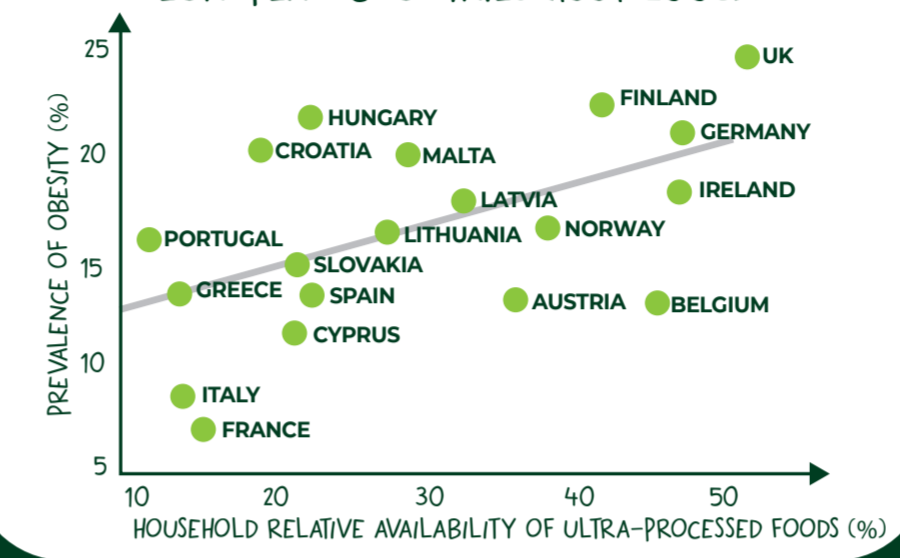 25
20
15
10
5
PREVALENCE OF OBESITY (%)
UK
FINLAND
HUNGARY
GERMANY
CROATIA
MALTA
IRELAND
LATVIA
NORWAY
LITHUANIA
PORTUGAL
SLOVAKIA
GREECE
SPAIN
AUSTRIA
BELGIUM
CYPRUS
ITALY
FRANCE
10 20 30 40 50
HOUSEHOLD RELATIVE AVAILABILITY OF ULTRA-PROCESSED FOODS (%)